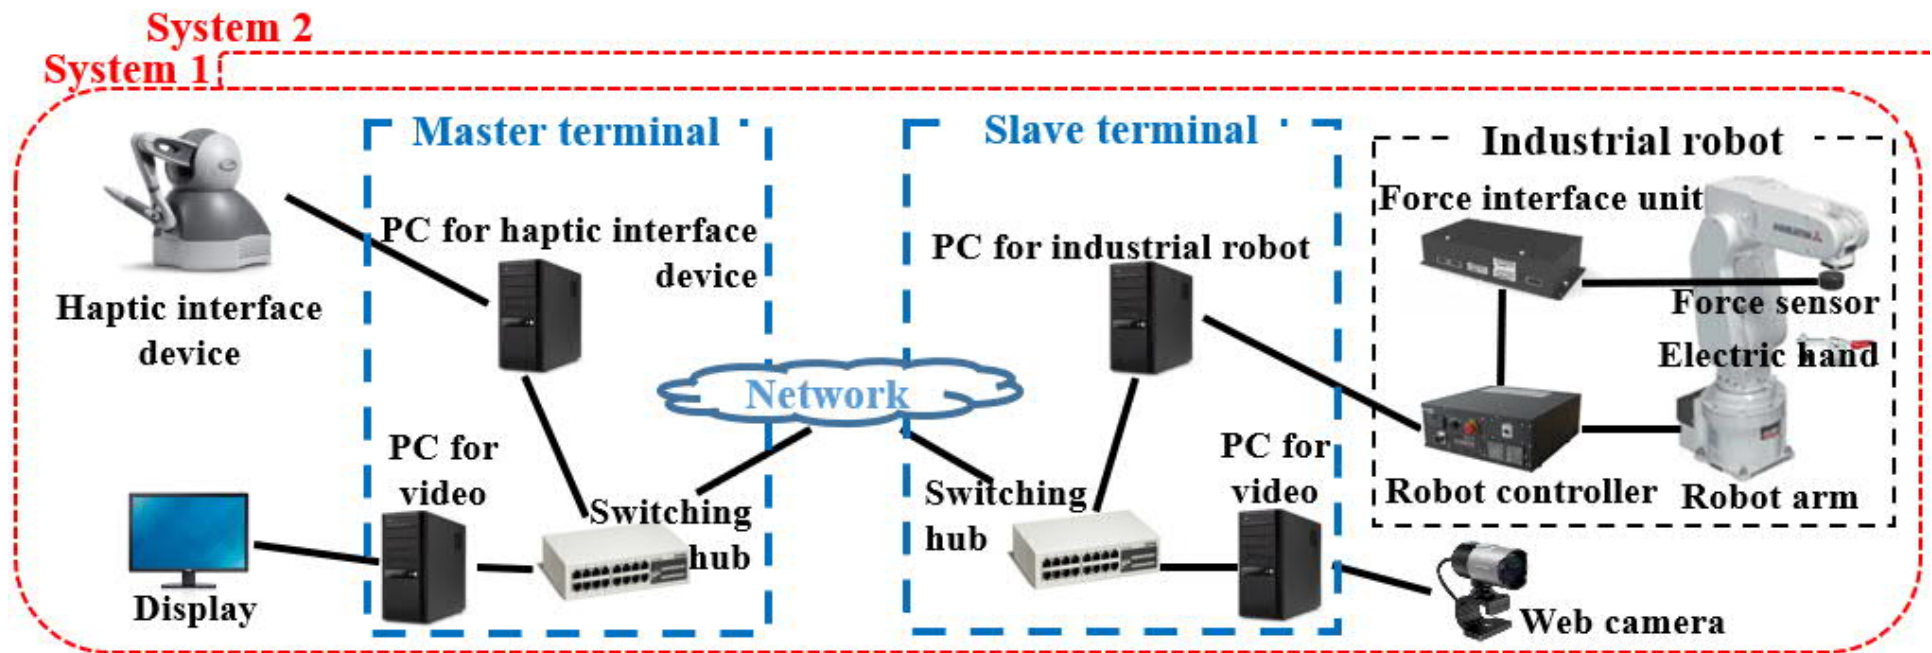 System 2
System 1
Master terminal
Slave terminal
Industrial robot
Force interface unit
PC for haptic interface
device
PC for industrial robot
Haptic interface
device
Force sensor
Electric hand
Network
PC for
video
PC for
video
Switching
hub
Switching
hub
Robot controller
Robot arm
Display
Web camera